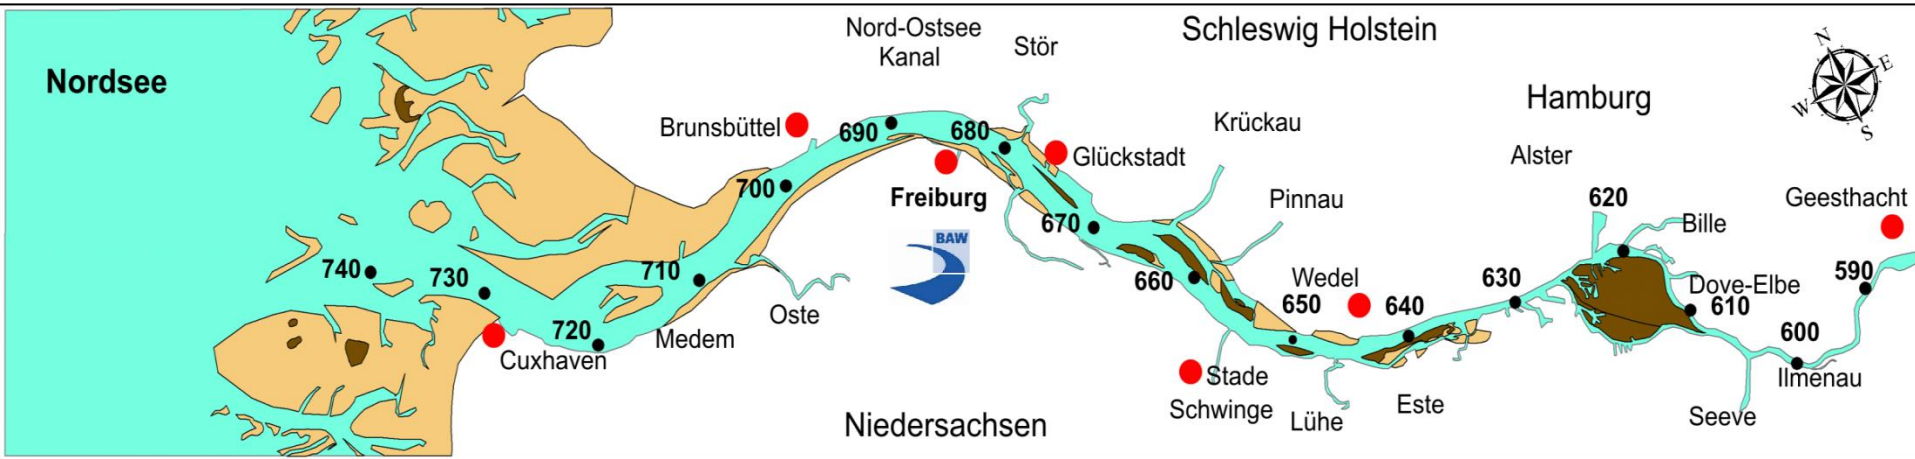 Nordsee
Nord-Ostsee
Kanal
Stör
Schleswig Holstein
N
E
W
S
Hamburg
Brunsbüttel
690
680
Glückstadt
Krückau
Alster
700
Freiburg
Pinnau
620
Bille
Geesthacht
BAW
670
740
730
710
660
Wedel
650
640
630
Dove-Elbe
610
590
Oste
720
Medem
600
Cuxhaven
Stade
Ilmenau
Schwinge
Lühe
Este
Seeve
Niedersachsen